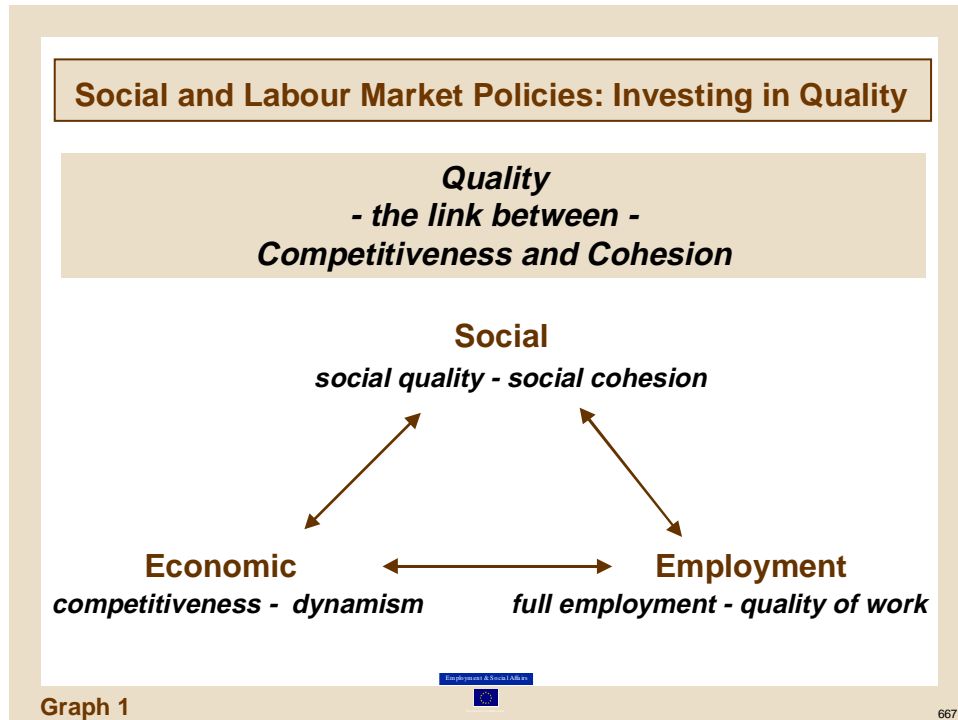 Social and Labour Market Policies: Investing in Quality
Quality
- the link between -
Competitiveness and Cohesion
Social
social quality - social cohesion
Economic
competitiveness - dynamism
Employment
full employment - quality of work
Employment & Social Affairs
Graph 1
667